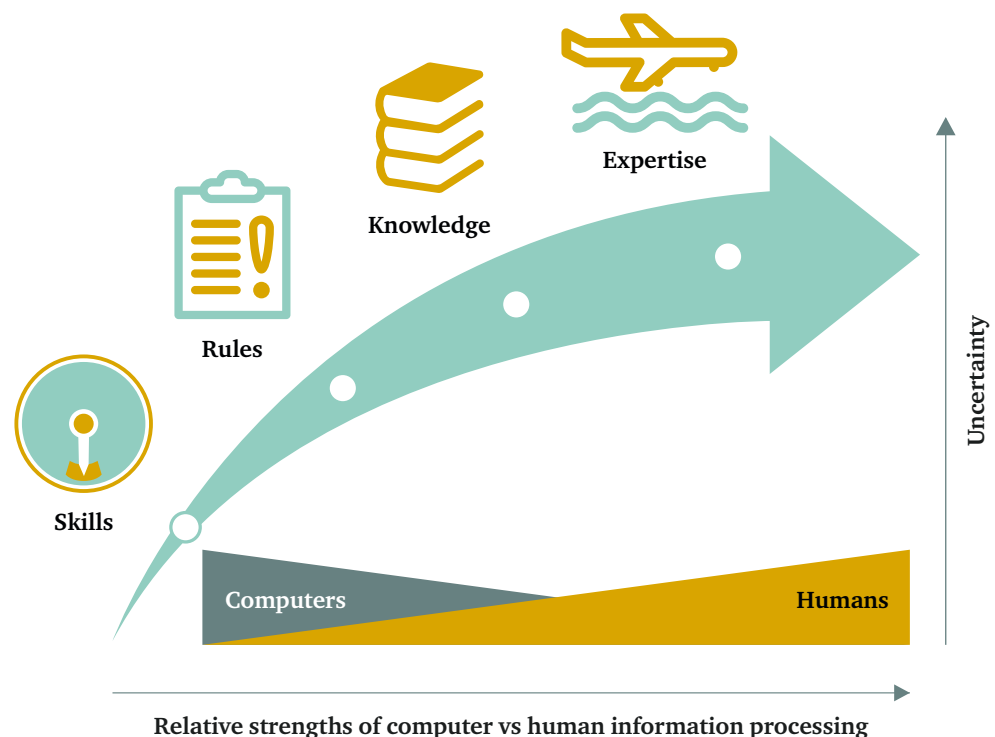 Expertise
Knowledge
Rules
Skills
Uncertainty
Computers
Humans
Relative strengths of computer vs human information processing